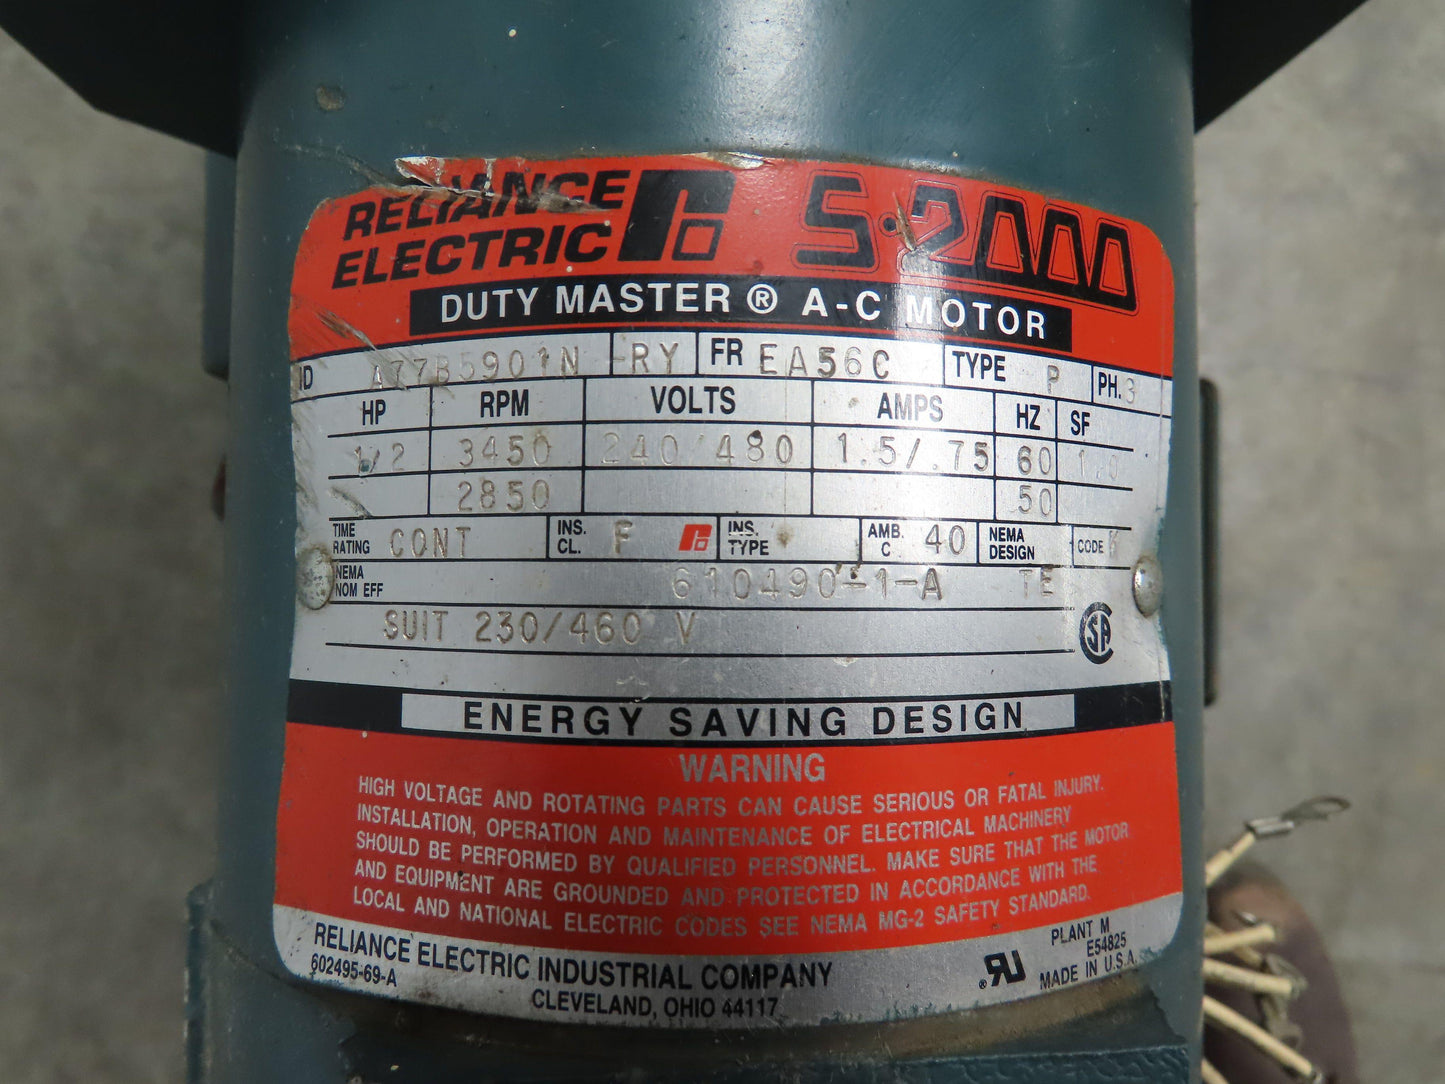 RELIANCE
ELECTRIC S-2000
DUTY MASTER ® A-C MOTOR
ID A77B5901N -RY FR EA56C TYPE P PH. 3
HP RPM VOLTS AMPS HZ SF
1/2 3450 240/480 1.5/.75 60 1.0
2850 50
TIME RATING CONT INS. CL. F INS. TYPE AMB. C 40 NEMA DESIGN CODE K
NEMA NOM EFF 610490-1-A TE
SUIT 230/460 V
ENERGY SAVING DESIGN
WARNING
HIGH VOLTAGE AND ROTATING PARTS CAN CAUSE SERIOUS OR FATAL INJURY.
INSTALLATION, OPERATION AND MAINTENANCE OF ELECTRICAL MACHINERY
SHOULD BE PERFORMED BY QUALIFIED PERSONNEL. MAKE SURE THAT THE MOTOR
AND EQUIPMENT ARE GROUNDED AND PROTECTED IN ACCORDANCE WITH THE
LOCAL AND NATIONAL ELECTRIC CODES SEE NEMA MG-2 SAFETY STANDARD.
RELIANCE ELECTRIC INDUSTRIAL COMPANY
602495-69-A
CLEVELAND, OHIO 44117
PLANT M
E54825
MADE IN U.S.A.